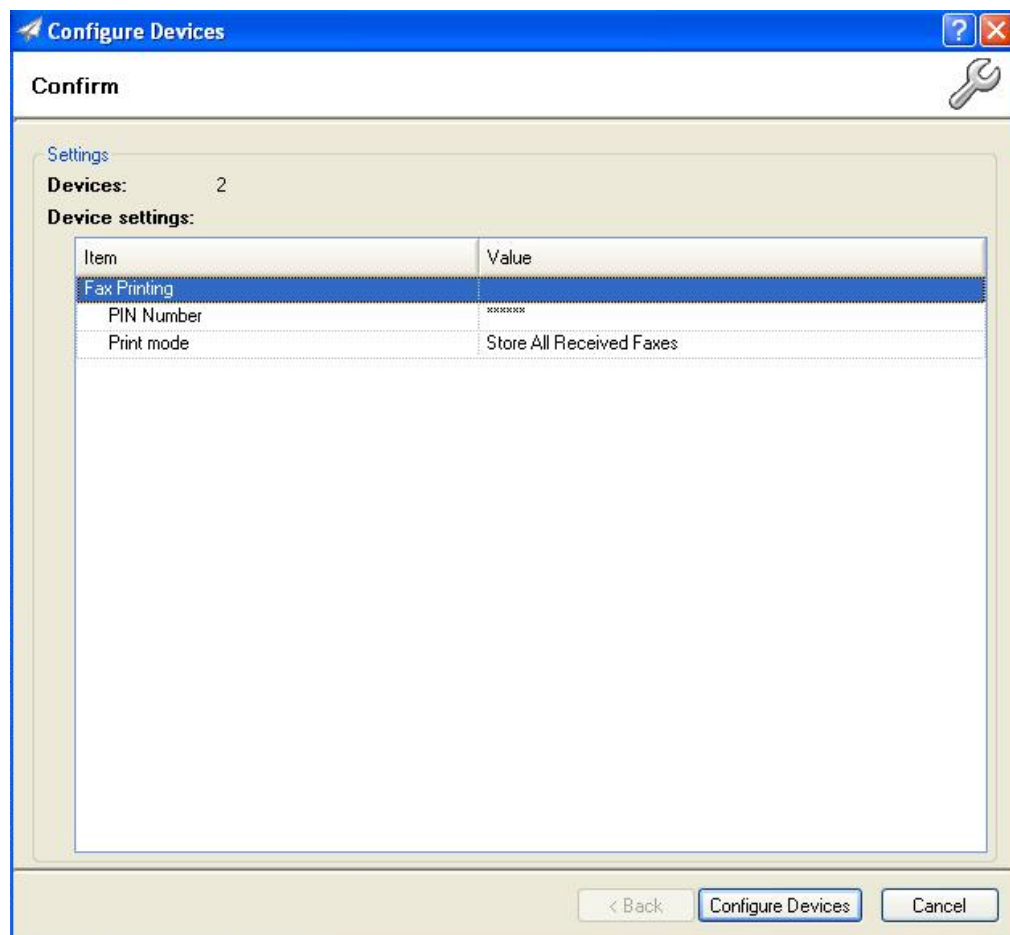 Configure Devices
Confirm
Settings
Devices: 2
Device settings:
Item Value
Fax Printing
PIN Number ******
Print mode Store All Received Faxes
< Back Configure Devices Cancel